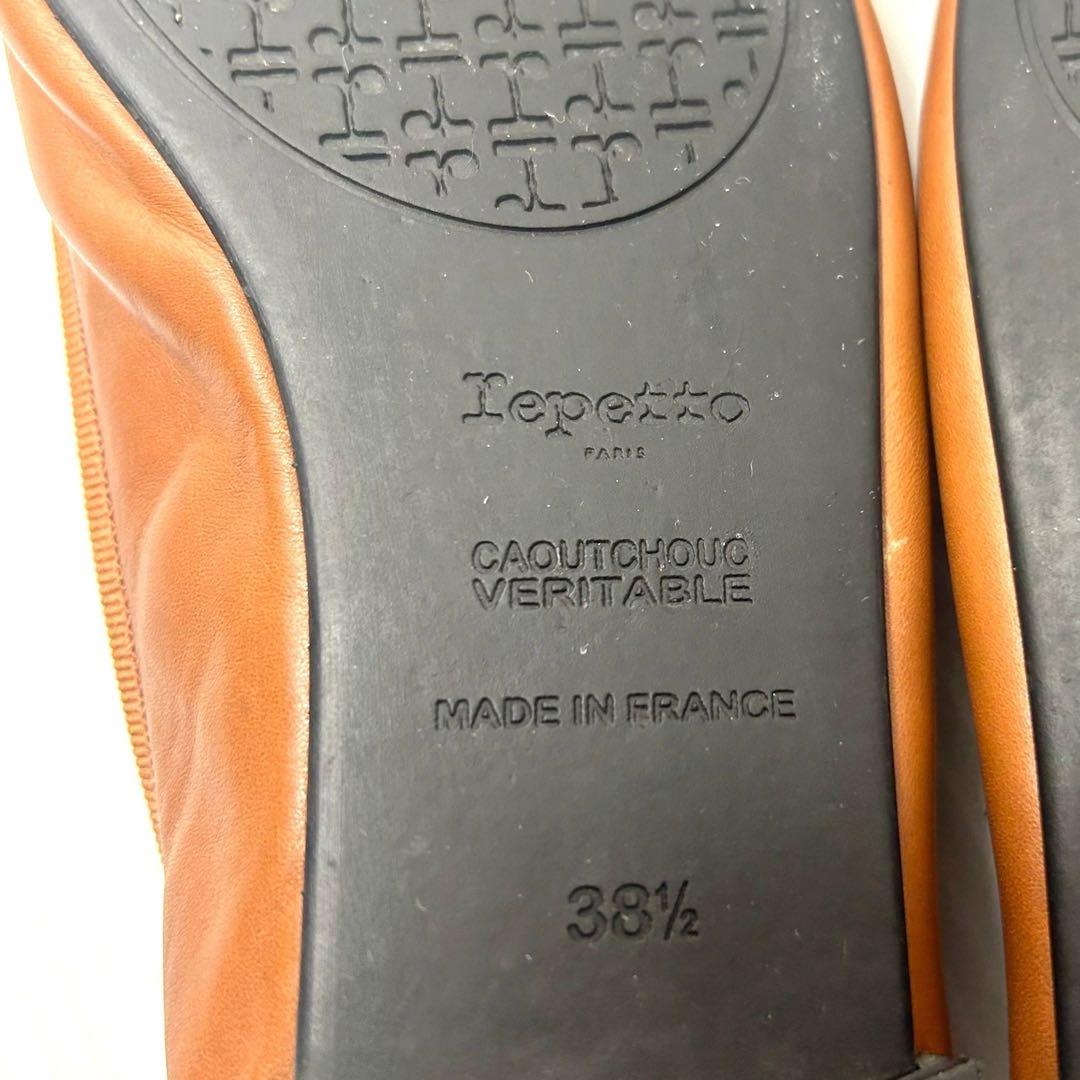 repetto
PARIS
CAOUTCHOUC
VERITABLE
MADE IN FRANCE
38½